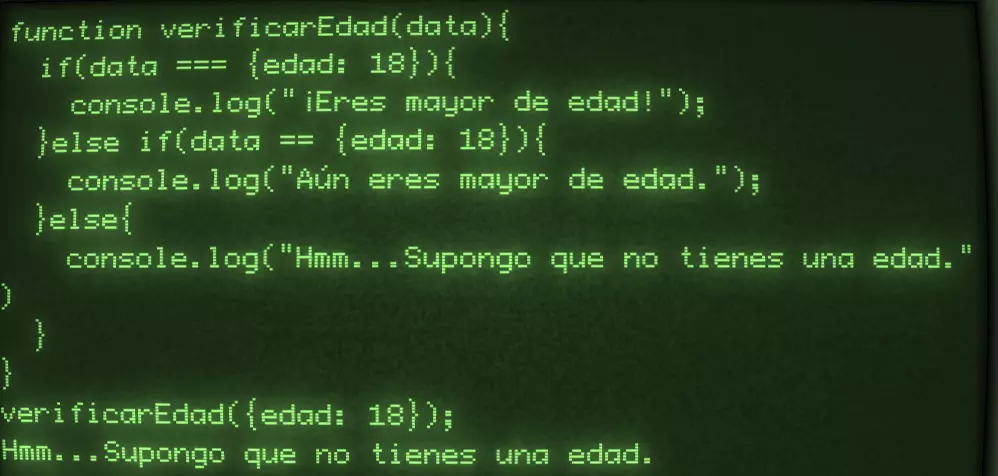 function verificarEdad(data){
if(data === {edad: 18}){
console.log("¡Eres mayor de edad!");
}else if(data == {edad: 18}){
console.log("Aún eres mayor de edad.");
}else{
console.log("Hmm...Supongo que no tienes una edad."
)
}
}
verificarEdad({edad: 18});
Hmm...Supongo que no tienes una edad.